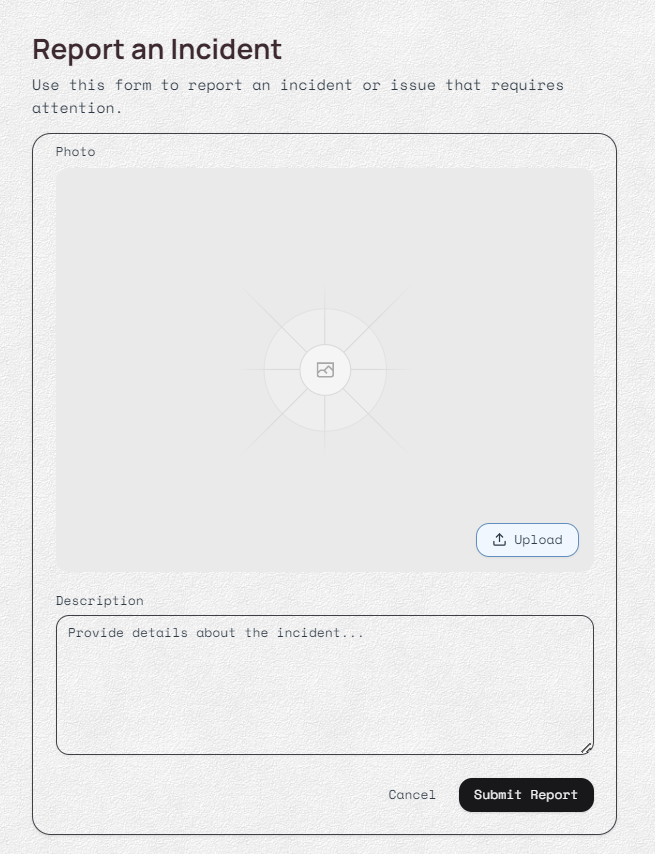 Report an Incident
Use this form to report an incident or issue that requires
attention.
Photo
Upload
Description
Provide details about the incident...
Cancel
Submit Report